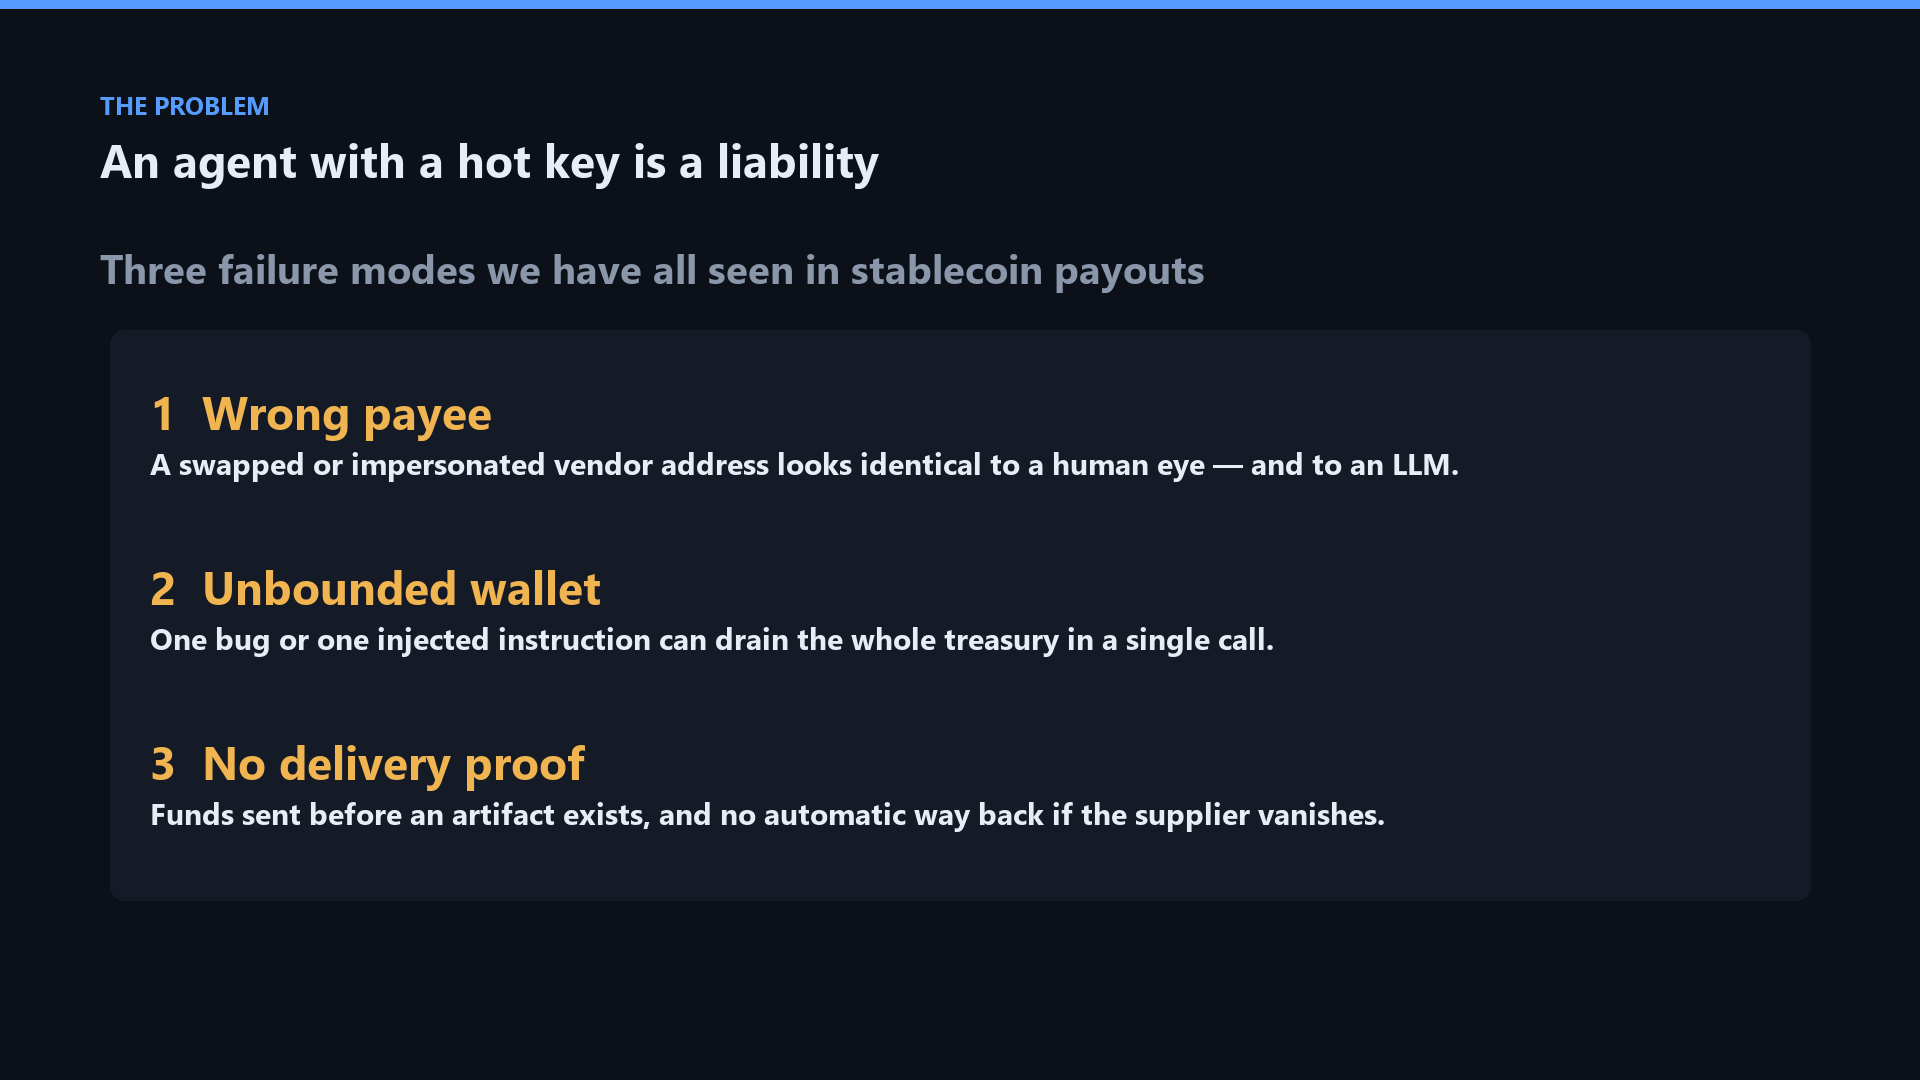 THE PROBLEM
An agent with a hot key is a liability
Three failure modes we have all seen in stablecoin payouts
1 Wrong payee
A swapped or impersonated vendor address looks identical to a human eye — and to an LLM.
2 Unbounded wallet
One bug or one injected instruction can drain the whole treasury in a single call.
3 No delivery proof
Funds sent before an artifact exists, and no automatic way back if the supplier vanishes.